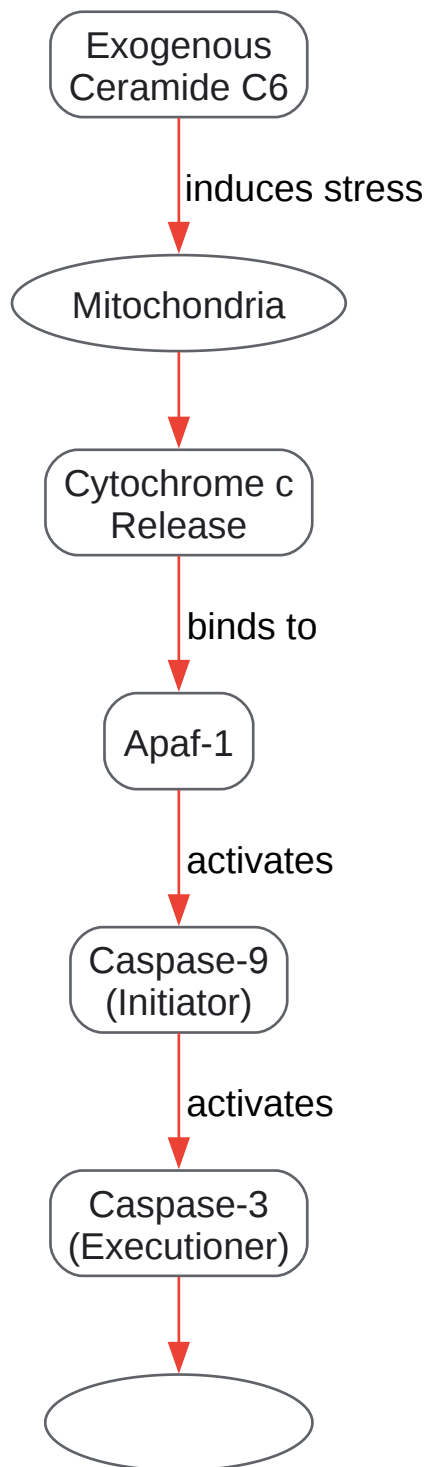 Exogenous
Ceramide C6
induces stress
Mitochondria
Cytochrome c
Release
binds to
Apaf-1
activates
Caspase-9
(Initiator)
activates
Caspase-3
(Executioner)